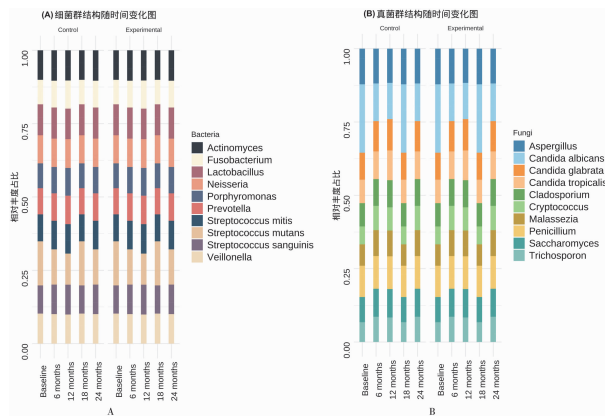 (A) 细菌群结构随时间变化图
Control
Experimental
相对丰度占比
1.00
0.75
0.50
0.25
0.00
Baseline
6 months
12 months
18 months
24 months
Baseline
6 months
12 months
18 months
24 months
Bacteria
Actinomyces
Fusobacterium
Lactobacillus
Neisseria
Porphyromonas
Prevotella
Streptococcus mitis
Streptococcus mutans
Streptococcus sanguinis
Veillonella
A
(B) 真菌群结构随时间变化图
Control
Experimental
相对丰度占比
1.00
0.75
0.50
0.25
0.00
Baseline
6 months
12 months
18 months
24 months
Baseline
6 months
12 months
18 months
24 months
Fungi
Aspergillus
Candida albicans
Candida glabrata
Candida tropicalis
Cladosporium
Cryptococcus
Malassezia
Penicillium
Saccharomyces
Trichosporon
B